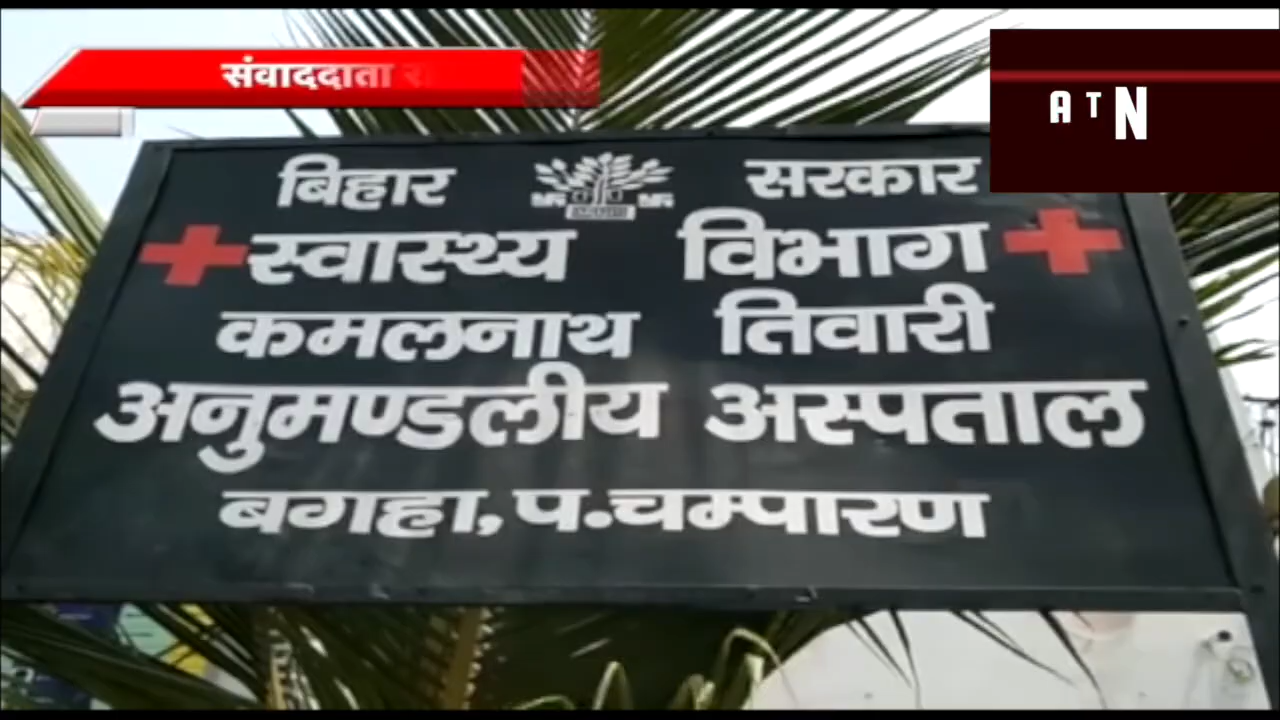 संवाददाता
ATN
बिहार सरकार
स्वास्थ्य विभाग
कमलनाथ तिवारी
अनुमण्डलीय अस्पताल
बगहा, प.चम्पारण